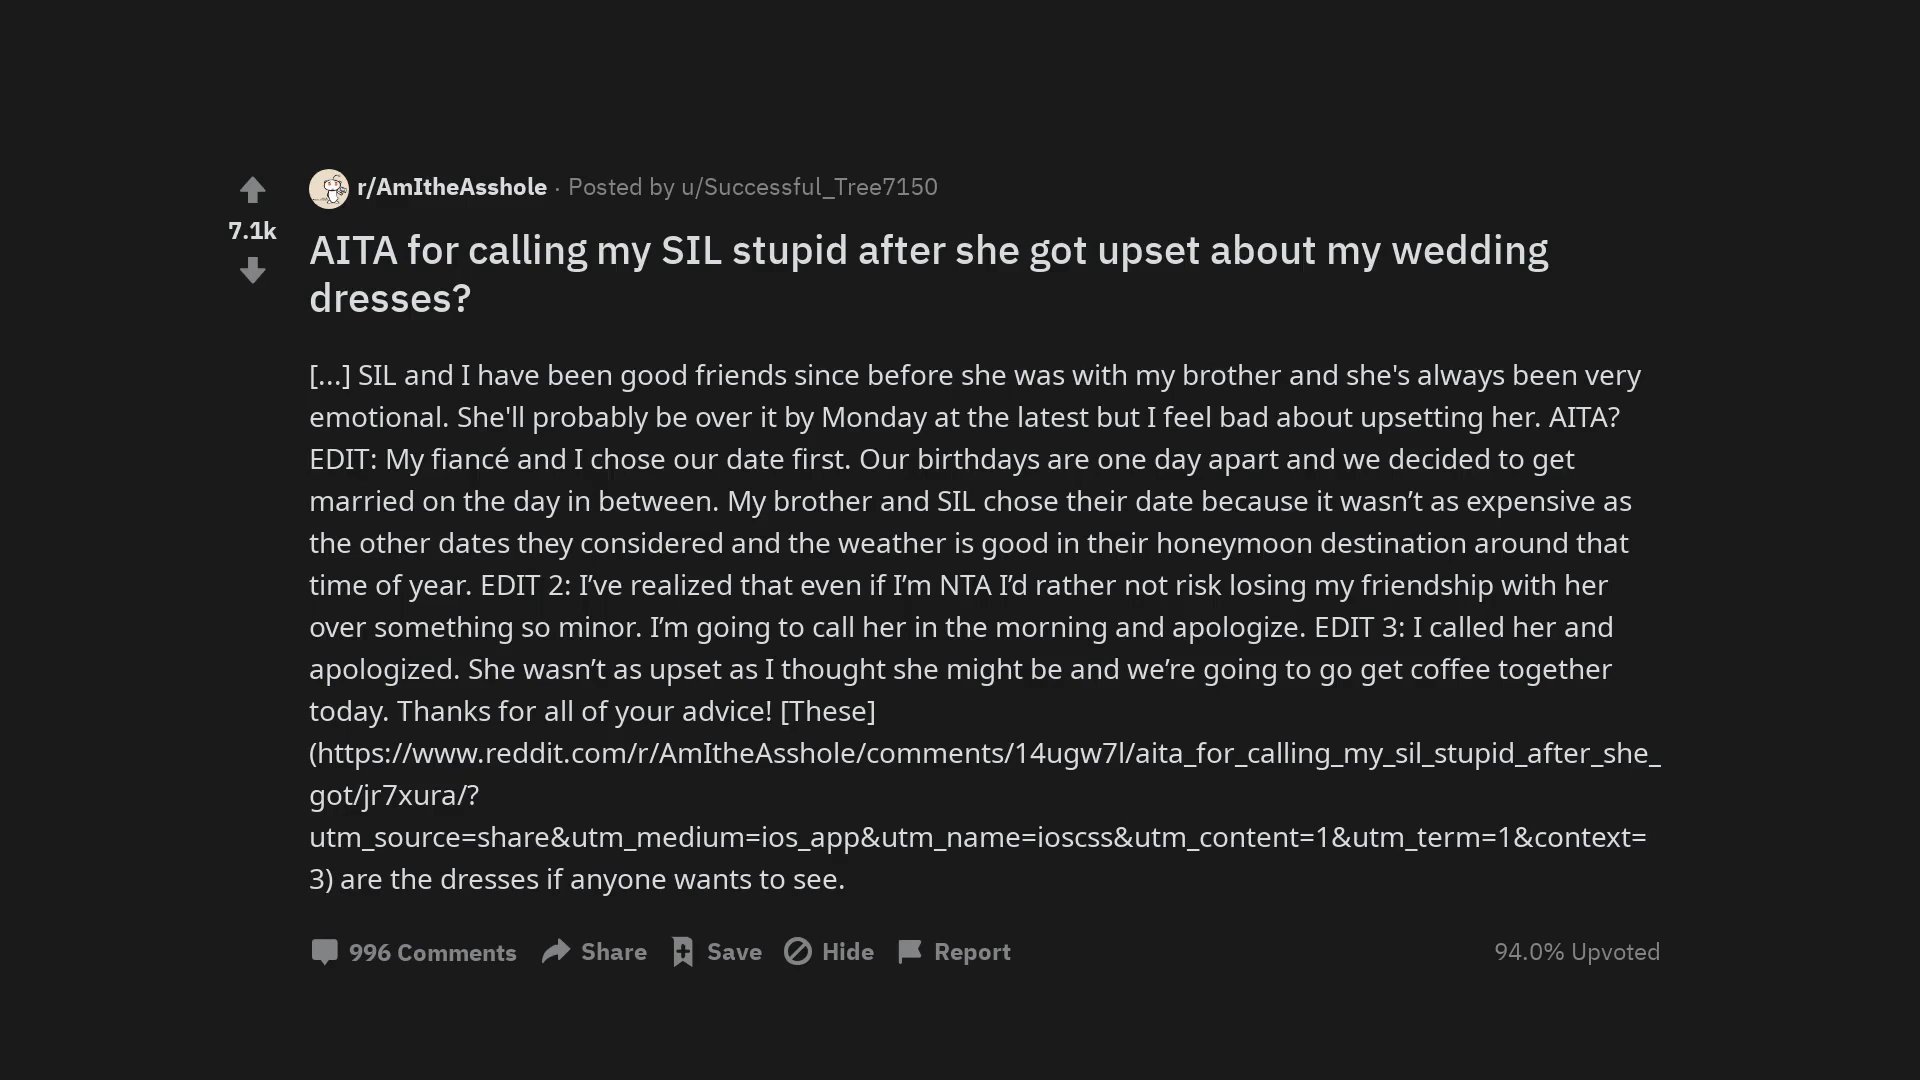 r/AmItheAsshole · Posted by u/Successful_Tree7150
7.1k
AITA for calling my SIL stupid after she got upset about my wedding
dresses?
[...] SIL and I have been good friends since before she was with my brother and she's always been very
emotional. She'll probably be over it by Monday at the latest but I feel bad about upsetting her. AITA?
EDIT: My fiancé and I chose our date first. Our birthdays are one day apart and we decided to get
married on the day in between. My brother and SIL chose their date because it wasn’t as expensive as
the other dates they considered and the weather is good in their honeymoon destination around that
time of year. EDIT 2: I’ve realized that even if I’m NTA I’d rather not risk losing my friendship with her
over something so minor. I’m going to call her in the morning and apologize. EDIT 3: I called her and
apologized. She wasn’t as upset as I thought she might be and we’re going to go get coffee together
today. Thanks for all of your advice! [These]
(https://www.reddit.com/r/AmItheAsshole/comments/14ugw7l/aita_for_calling_my_sil_stupid_after_she_
got/jr7xura/?
utm_source=share&utm_medium=ios_app&utm_name=ioscss&utm_content=1&utm_term=1&context=
3) are the dresses if anyone wants to see.
996 Comments Share Save Hide Report 94.0% Upvoted